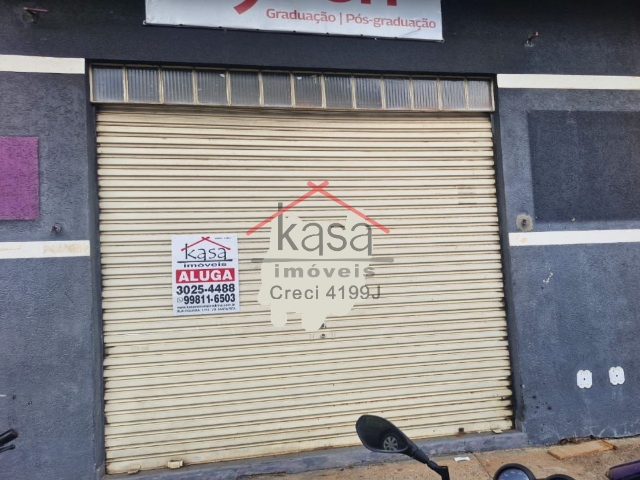 Graduação | Pós-graduação
kasa
imóveis
ALUGA
3025-4488
99811-6503
kasa
imóveis
Creci 4199J